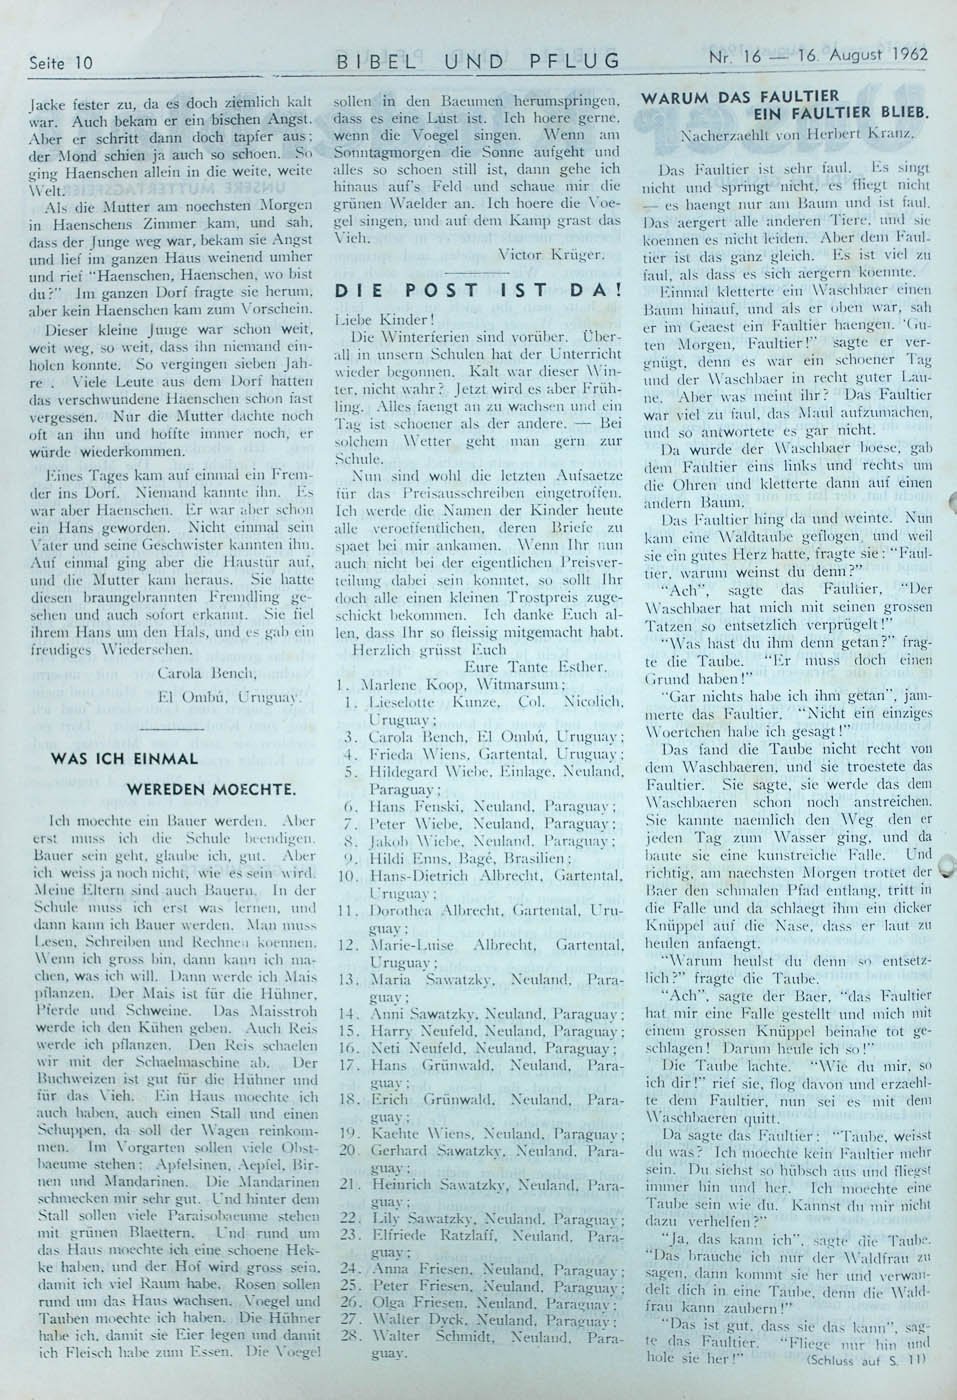 Seite 10
BIBEL UND PFLUG
Nr. 16 — 16. August 1962
Jacke fester zu, da es doch ziemlich kalt
war. Auch bekam er ein bischen Angst.
Aber er schritt dann doch tapfer aus;
der Mond schien ja auch so schoen. So
ging Haenschen allein in die weite, weite
Welt.
Als die Mutter am noechsten Morgen
in Haenschens Zimmer kam, und sah,
dass der Junge weg war, bekam sie Angst
und lief im ganzen Haus weinend umher
und rief "Haenschen, Haenschen, wo bist
du?" Im ganzen Dorf fragte sie herum,
aber kein Haenschen kam zum Vorschein.
Dieser kleine Junge war schon weit,
weit weg, so weit, dass ihn niemand ein-
holen konnte. So vergingen sieben Jah-
re . Viele Leute aus dem Dorf hatten
das verschwundene Haenschen schon fast
vergessen. Nur die Mutter dachte noch
oft an ihn und hoffte immer noch, er
würde wiederkommen.
Eines Tages kam auf einmal ein Frem-
der ins Dorf. Niemand kannte ihn. Es
war aber Haenschen. Er war aber schon
ein Hans geworden. Nicht einmal sein
Vater und seine Geschwister kannten ihn.
Auf einmal ging aber die Haustür auf,
und die Mutter kam heraus. Sie hatte
diesen braungebrannten Fremdling ge-
sehen und auch sofort erkannt. Sie fiel
ihrem Hans um den Hals, und es gab ein
freudiges Wiedersehen.
Carola Bench,
El Ombú, Uruguay.
WAS ICH EINMAL
WEREDEN MOECHTE.
Ich moechte ein Bauer werden. Aber
erst muss ich die Schule beendigen.
Bauer sein geht, glaube ich, gut. Aber
ich weiss ja noch nicht, wie es sein wird.
Meine Eltern sind auch Bauern. In der
Schule muss ich erst was lernen, und
dann kann ich Bauer werden. Man muss
Lesen, Schreiben und Rechnen koennen.
Wenn ich gross bin, dann kann ich ma-
chen, was ich will. Dann werde ich Mais
pflanzen. Der Mais ist für die Hühner,
Pferde und Schweine. Das Maisstroh
werde ich den Kühen geben. Auch Reis
werde ich pflanzen. Den Reis schaelen
wir mit der Schaelmaschine ab. Der
Buchweizen ist gut für die Hühner und
für das Vieh. Ein Haus moechte ich
auch haben, auch einen Stall und einen
Schuppen, da soll der Wagen reinkom-
men. Im Vorgarten sollen viele Obst-
baeume stehen: Apfelsinen, Aepfel, Bir-
nen und Mandarinen. Die Mandarinen
schmecken mir sehr gut. Und hinter dem
Stall sollen viele Paraisobaeume stehen
mit grünen Blaettern. Und rund um
das Haus moechte ich eine schoene Hek-
ke haben, und der Hof wird gross sein,
damit ich viel Raum habe. Rosen sollen
rund um das Haus wachsen. Voegel und
Tauben moechte ich haben. Die Hühner
habe ich, damit sie Eier legen und damit
ich Fleisch habe zum Essen. Die Voegel
sollen in den Baeumen herumspringen,
dass es eine Lust ist. Ich hoere gerne,
wenn die Voegel singen. Wenn am
Sonntagmorgen die Sonne aufgeht und
alles so schoen still ist, dann gehe ich
hinaus auf's Feld und schaue mir die
grünen Waelder an. Ich hoere die Voe-
gel singen, und auf dem Kamp grast das
Vieh.
Victor Krüger.
DIE POST IST DA!
Liebe Kinder!
Die Winterferien sind vorüber. Über-
all in unsern Schulen hat der Unterricht
wieder begonnen. Kalt war dieser Win-
ter, nicht wahr? Jetzt wird es aber Früh-
ling. Alles faengt an zu wachsen und ein
Tag ist schoener als der andere. — Bei
solchem Wetter geht man gern zur
Schule.
Nun sind wohl die letzten Aufsaetze
für das Preisausschreiben eingetroffen.
Ich werde die Namen der Kinder heute
alle veroeffentlichen, deren Briefe zu
spaet bei mir ankamen. Wenn Ihr nun
auch nicht bei der eigentlichen Preisver-
teilung dabei sein konntet, so sollt Ihr
doch alle einen kleinen Trostpreis zuge-
schickt bekommen. Ich danke Euch al-
len, dass Ihr so fleissig mitgemacht habt.
Herzlich grüsst Euch
Eure Tante Esther.
1. Marlene Koop, Witmarsum;
1. Lieselotte Kunze, Col. Nicolich,
Uruguay;
3. Carola Bench, El Ombú, Uruguay;
4. Frieda Wiens, Gartental, Uruguay;
5. Hildegard Wiebe, Einlage, Neuland,
Paraguay;
6. Hans Fenski, Neuland, Paraguay;
7. Peter Wiebe, Neuland, Paraguay;
8. Jakob Wiebe, Neuland, Paraguay;
9. Hildi Enns, Bagé, Brasilien;
10. Hans-Dietrich Albrecht, Gartental,
Uruguay;
11. Dorothea Albrecht, Gartental, Uru-
guay;
12. Marie-Luise Albrecht, Gartental,
Uruguay;
13. Maria Sawatzky, Neuland, Para-
guay;
14. Anni Sawatzky, Neuland, Paraguay;
15. Harry Neufeld, Neuland, Paraguay;
16. Neti Neufeld, Neuland, Paraguay;
17. Hans Grünwald, Neuland, Para-
guay;
18. Erich Grünwald, Neuland, Para-
guay;
19. Kaethe Wiens, Neuland, Paraguay;
20. Gerhard Sawatzky, Neuland, Para-
guay;
21. Heinrich Sawatzky, Neuland, Para-
guay;
22. Lily Sawatzky, Neuland, Paraguay;
23. Elfriede Ratzlaff, Neuland, Para-
guay;
24. Anna Friesen, Neuland, Paraguay;
25. Peter Friesen, Neuland, Paraguay;
26. Olga Friesen, Neuland, Paraguay;
27. Walter Dyck, Neuland, Paraguay;
28. Walter Schmidt, Neuland, Para-
guay.
WARUM DAS FAULTIER
EIN FAULTIER BLIEB.
Nacherzaehlt von Herbert Kranz.
Das Faultier ist sehr faul. Es singt
nicht und springt nicht, es fliegt nicht
— es haengt nur am Baum und ist faul.
Das aergert alle anderen Tiere, und sie
koennen es nicht leiden. Aber dem Faul-
tier ist das ganz gleich. Es ist viel zu
faul, als dass es sich aergern koennte.
Einmal kletterte ein Waschbaer einen
Baum hinauf, und als er oben war, sah
er im Geaest ein Faultier haengen. 'Gu-
ten Morgen, Faultier!" sagte er ver-
gnügt, denn es war ein schoener Tag
und der Waschbaer in recht guter Lau-
ne. Aber was meint ihr? Das Faultier
war viel zu faul, das Maul aufzumachen,
und so antwortete es gar nicht.
Da wurde der Waschbaer boese, gab
dem Faultier eins links und rechts um
die Ohren und kletterte dann auf einen
andern Baum.
Das Faultier hing da und weinte. Nun
kam eine Waldtaube geflogen, und weil
sie ein gutes Herz hatte, fragte sie: "Faul-
tier, warum weinst du denn?"
"Ach", sagte das Faultier, "Der
Waschbaer hat mich mit seinen grossen
Tatzen so entsetzlich verprügelt!"
"Was hast du ihm denn getan?" frag-
te die Taube. "Er muss doch einen
Grund haben!"
"Gar nichts habe ich ihm getan", jam-
merte das Faultier. "Nicht ein einziges
Woertchen habe ich gesagt!"
Das fand die Taube nicht recht von
dem Waschbaeren, und sie troestete das
Faultier. Sie sagte, sie werde das dem
Waschbaeren schon noch anstreichen.
Sie kannte naemlich den Weg den er
jeden Tag zum Wasser ging, und da
baute sie eine kunstreiche Falle. Und
richtig, am naechsten Morgen trottet der
Baer den schmalen Pfad entlang, tritt in
die Falle und da schlaegt ihm ein dicker
Knüppel auf die Nase, dass er laut zu
heulen anfaengt.
"Warum heulst du denn so entsetz-
lich?" fragte die Taube.
"Ach", sagte der Baer, "das Faultier
hat mir eine Falle gestellt und mich mit
einem grossen Knüppel beinahe tot ge-
schlagen! Darum heule ich so!"
Die Taube lachte. "Wie du mir, so
ich dir!" rief sie, flog davon und erzaehl-
te dem Faultier, nun sei es mit dem
Waschbaeren quitt.
Da sagte das Faultier: "Taube, weisst
du was? Ich moechte kein Faultier mehr
sein. Du siehst so hübsch aus und fliegst
immer hin und her. Ich moechte eine
Taube sein wie du. Kannst du mir nicht
dazu verhelfen?"
"Ja, das kann ich", sagte die Taube.
"Das brauche ich nur der Waldfrau zu
sagen, dann kommt sie her und verwan-
delt dich in eine Taube, denn die Wald-
frau kann zaubern!"
"Das ist gut, dass sie das kann", sag-
te das Faultier. "Fliege nur hin und
hole sie her!" (Schluss auf S. 11)